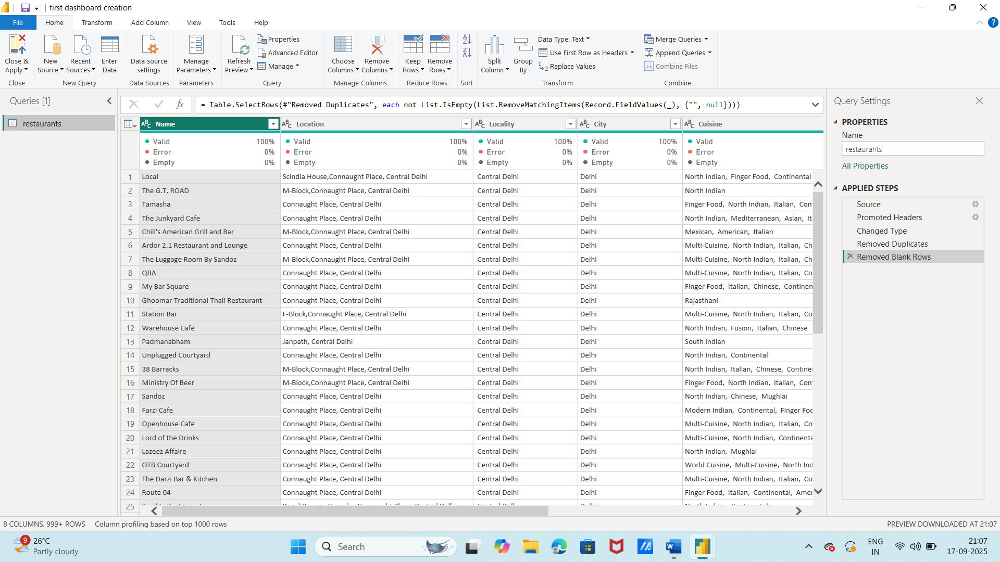 first dashboard creation
File Home Transform Add Column View Tools Help
Close & Apply
Close
New Source
Recent Sources
Enter Data
New Query
Data source settings
Data Sources
Manage Parameters
Parameters
Refresh Preview
Properties
Advanced Editor
Manage
Query
Choose Columns
Remove Columns
Manage Columns
Keep Rows
Remove Rows
Reduce Rows
Sort
Split Column
Group By
Data Type: Text
Use First Row as Headers
Replace Values
Transform
Merge Queries
Append Queries
Combine Files
Combine
Queries [1]
restaurants
= Table.SelectRows(#"Removed Duplicates", each not List.IsEmpty(List.RemoveMatchingItems(Record.FieldValues(_), {"", null})))
Name Location Locality City Cuisine
Valid 100% Valid 100% Valid 100% Valid 100% Valid
Error 0% Error 0% Error 0% Error 0% Error
Empty 0% Empty 0% Empty 0% Empty 0% Empty
1 Local Scindia House,Connaught Place, Central Delhi Central Delhi Delhi North Indian, Finger Food, Continental
2 The G.T. ROAD M-Block,Connaught Place, Central Delhi Central Delhi Delhi North Indian
3 Tamasha Connaught Place, Central Delhi Central Delhi Delhi Finger Food, North Indian, Italian, Con
4 The Junkyard Cafe Connaught Place, Central Delhi Central Delhi Delhi North Indian, Mediterranean, Asian, It
5 Chili's American Grill and Bar M-Block,Connaught Place, Central Delhi Central Delhi Delhi Mexican, American, Italian
6 Ardor 2.1 Restaurant and Lounge Connaught Place, Central Delhi Central Delhi Delhi Multi-Cuisine, North Indian, Italian, Ch
7 The Luggage Room By Sandoz M-Block,Connaught Place, Central Delhi Central Delhi Delhi Multi-Cuisine, North Indian, Italian, Ch
8 QBA Connaught Place, Central Delhi Central Delhi Delhi Multi-Cuisine, North Indian, Italian, Co
9 My Bar Square Connaught Place, Central Delhi Central Delhi Delhi Finger Food, Italian, Chinese, Continen
10 Ghoomar Traditional Thali Restaurant Connaught Place, Central Delhi Central Delhi Delhi Rajasthani
11 Station Bar F-Block,Connaught Place, Central Delhi Central Delhi Delhi Multi-Cuisine, North Indian, Italian, Co
12 Warehouse Cafe Connaught Place, Central Delhi Central Delhi Delhi North Indian, Fusion, Italian, Chinese
13 Padmanabham Janpath, Central Delhi Central Delhi Delhi South Indian
14 Unplugged Courtyard Connaught Place, Central Delhi Central Delhi Delhi North Indian, Continental
15 38 Barracks M-Block,Connaught Place, Central Delhi Central Delhi Delhi North Indian, Italian, Chinese, Contine
16 Ministry Of Beer M-Block,Connaught Place, Central Delhi Central Delhi Delhi Finger Food, North Indian, Italian, Con
17 Sandoz Connaught Place, Central Delhi Central Delhi Delhi North Indian, Chinese, Mughlai
18 Farzi Cafe Connaught Place, Central Delhi Central Delhi Delhi Modern Indian, Continental, Finger Foo
19 Openhouse Cafe Connaught Place, Central Delhi Central Delhi Delhi Multi-Cuisine, North Indian, Italian, Co
20 Lord of the Drinks Connaught Place, Central Delhi Central Delhi Delhi Multi-Cuisine, North Indian, Continenta
21 Lazeez Affaire Connaught Place, Central Delhi Central Delhi Delhi North Indian, Mughlai
22 OTB Courtyard Connaught Place, Central Delhi Central Delhi Delhi World Cuisine, Multi-Cuisine, North Ind
23 The Darzi Bar & Kitchen Connaught Place, Central Delhi Central Delhi Delhi Multi-Cuisine, North Indian, Italian, Co
24 Route 04 Connaught Place, Central Delhi Central Delhi Delhi Finger Food, Italian, Continental, Amer
25
Query Settings
PROPERTIES
Name
restaurants
All Properties
APPLIED STEPS
Source
Promoted Headers
Changed Type
Removed Duplicates
Removed Blank Rows
8 COLUMNS, 999+ ROWS Column profiling based on top 1000 rows PREVIEW DOWNLOADED AT 21:07
9
26°C
Partly cloudy
Search
ENG
IN
21:07
17-09-2025